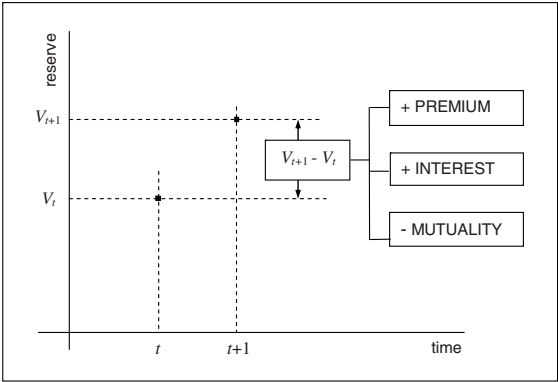 reserve
V_{t+1}
V_t
V_{t+1} - V_t
+ PREMIUM
+ INTEREST
- MUTUALITY
t
t+1
time